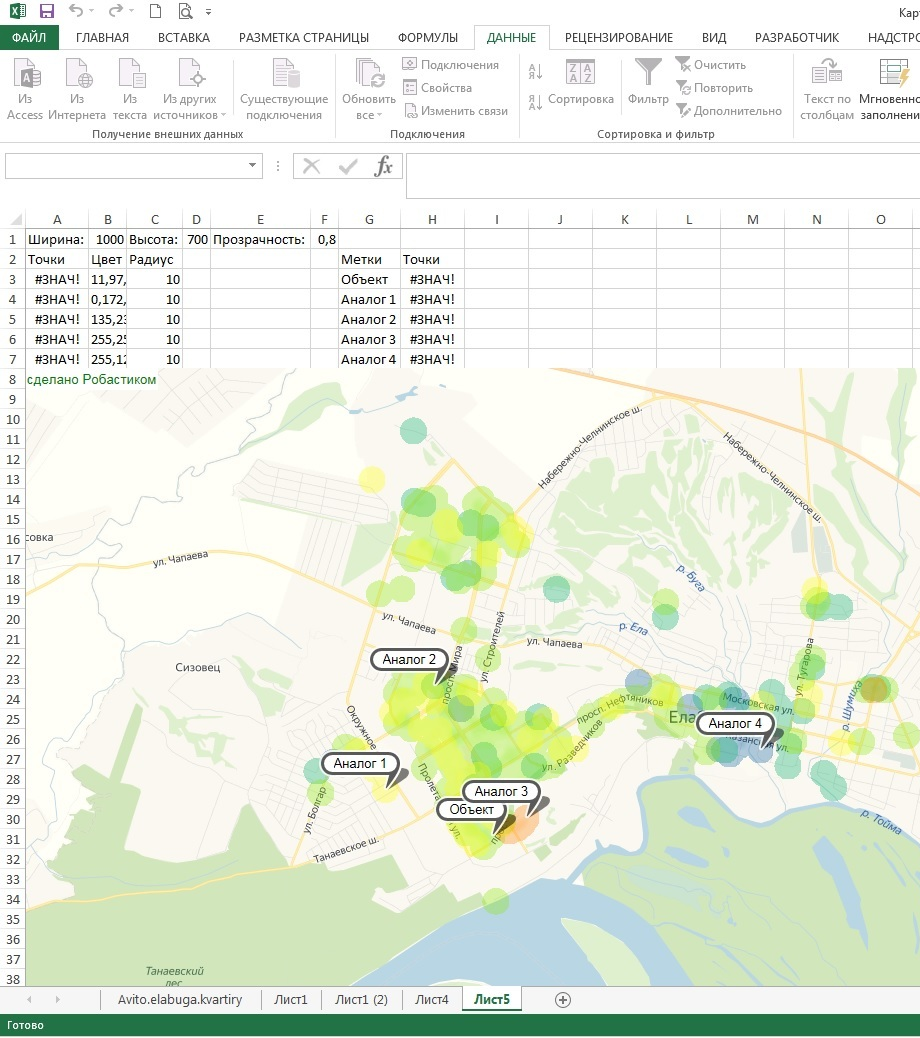 Кар
ФАЙЛ ГЛАВНАЯ ВСТАВКА РАЗМЕТКА СТРАНИЦЫ ФОРМУЛЫ ДАННЫЕ РЕЦЕНЗИРОВАНИЕ ВИД РАЗРАБОТЧИК НАДСТРО
Из Access
Из Интернета
Из текста
Из других источников
Существующие подключения
Получение внешних данных
Обновить все
Подключения
Свойства
Изменить связи
Подключения
Сортировка
Фильтр
Очистить
Повторить
Дополнительно
Сортировка и фильтр
Текст по столбцам
Мгновенно заполнени
fx
A B C D E F G H I J K L M N O
1 Ширина: 1000 Высота: 700 Прозрачность: 0,8
2 Точки Цвет Радиус Метки Точки
3 #ЗНАЧ! 11,97, 10 Объект #ЗНАЧ!
4 #ЗНАЧ! 0,172, 10 Аналог 1 #ЗНАЧ!
5 #ЗНАЧ! 135,23 10 Аналог 2 #ЗНАЧ!
6 #ЗНАЧ! 255,25 10 Аналог 3 #ЗНАЧ!
7 #ЗНАЧ! 255,12 10 Аналог 4 #ЗНАЧ!
8 сделано Робастиком
9
10
11
12
13
14
15
16
17
18
19
20
21
22
23
24
25
26
27
28
29
30
31
32
33
34
35
36
37
38
Набережно-Челнинское ш.
Набережно-Челнинское ш.
совка
ул. Чапаева
р. Буга
ул. Чапаева
ул. Строителей
ул. Чапаева
р. Ела
ул. Тугарова
Аналог 2
просп. Мира
Сизовец
р. Шумиха
просп. Нефтяников
Московская ул.
Ела
Аналог 4
Казанская ул.
Окружное
ул. Разведчиков
Аналог 1
Пролета
ул.
Аналог 3
Объект
ул. Болгар
р. Тойма
Танаевское ш.
Танаевский
лес
Avito.elabuga.kvartiry Лист1 Лист1 (2) Лист4 Лист5
Готово